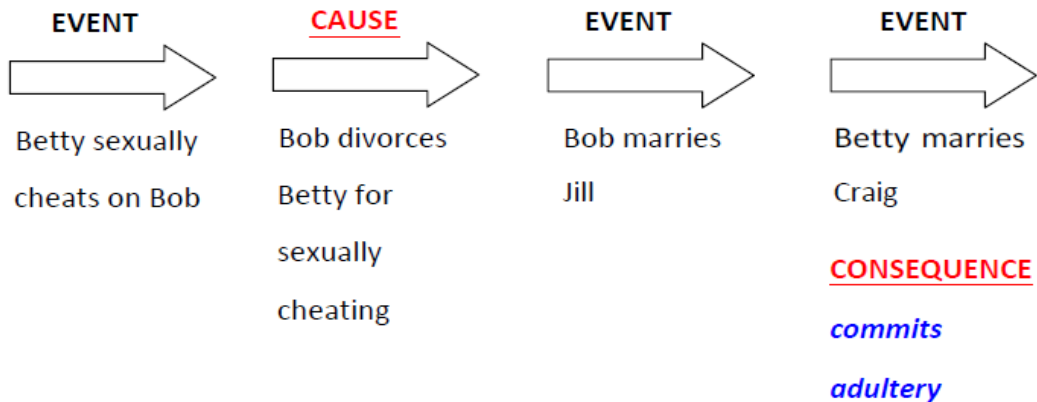 EVENT
CAUSE
EVENT
EVENT
Betty sexually
cheats on Bob
Bob divorces
Betty for
sexually
cheating
Bob marries
Jill
Betty marries
Craig
CONSEQUENCE
commits
adultery